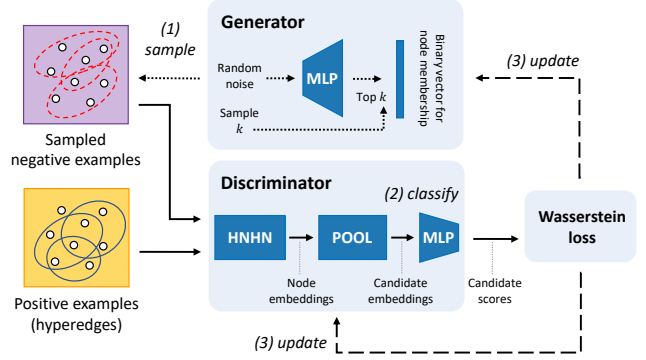 (1)
sample
Generator
Random
noise
MLP
Top k
Sample
k
Binary vector for
node membership
(3) update
Sampled
negative examples
Discriminator
(2) classify
HNHN
POOL
MLP
Node
embeddings
Candidate
embeddings
Candidate
scores
Wasserstein
loss
Positive examples
(hyperedges)
(3) update